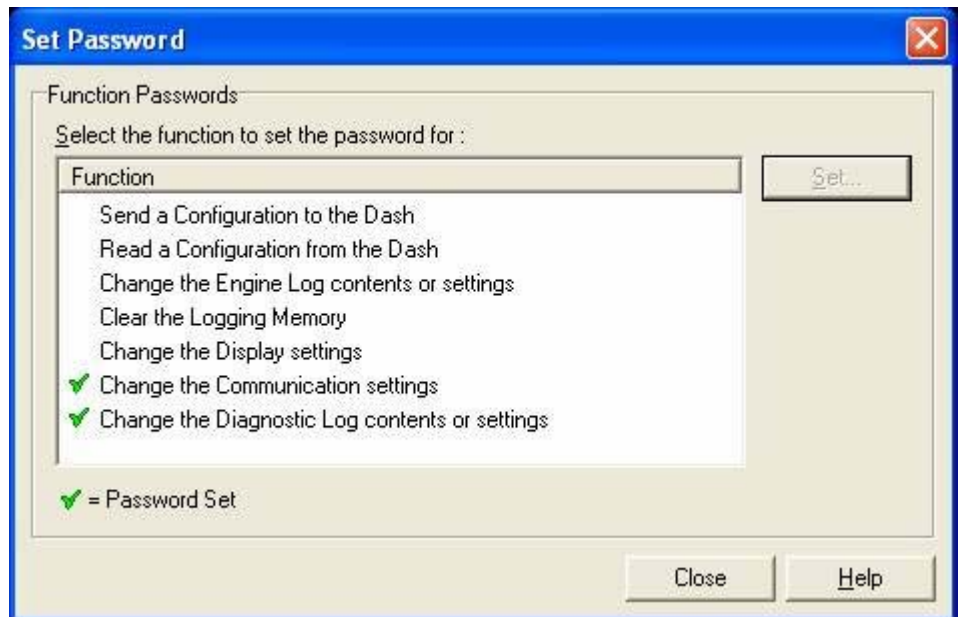 Set Password
Function Passwords
Select the function to set the password for :
Function
Set...
Send a Configuration to the Dash
Read a Configuration from the Dash
Change the Engine Log contents or settings
Clear the Logging Memory
Change the Display settings
Change the Communication settings
Change the Diagnostic Log contents or settings
= Password Set
Close
Help